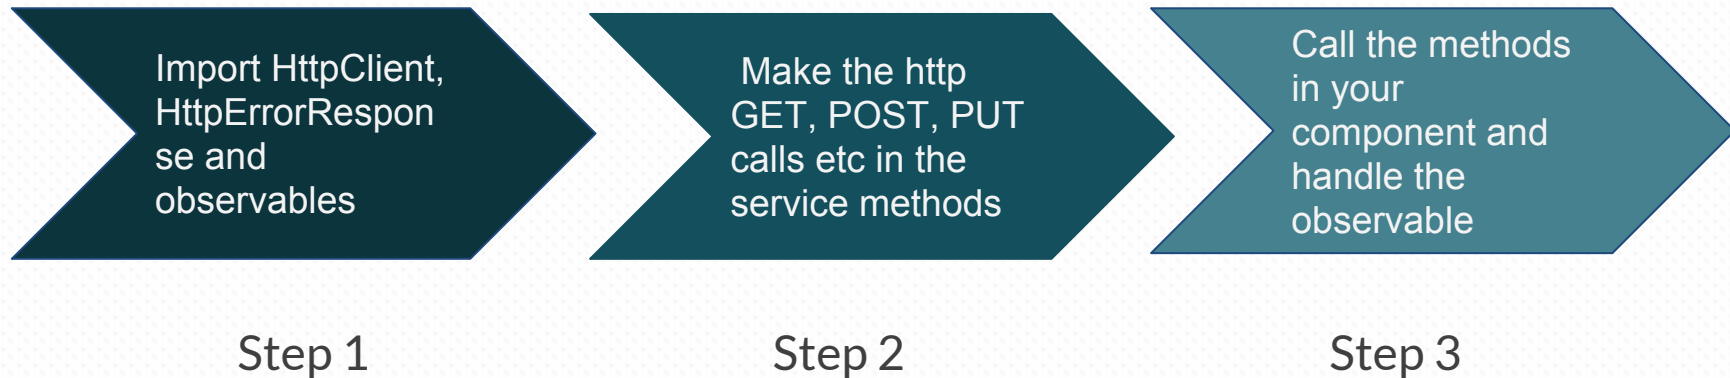 Import HttpClient,
HttpErrorRespon
se and
observables
Make the http
GET, POST, PUT
calls etc in the
service methods
Call the methods
in your
component and
handle the
observable
Step 1
Step 2
Step 3